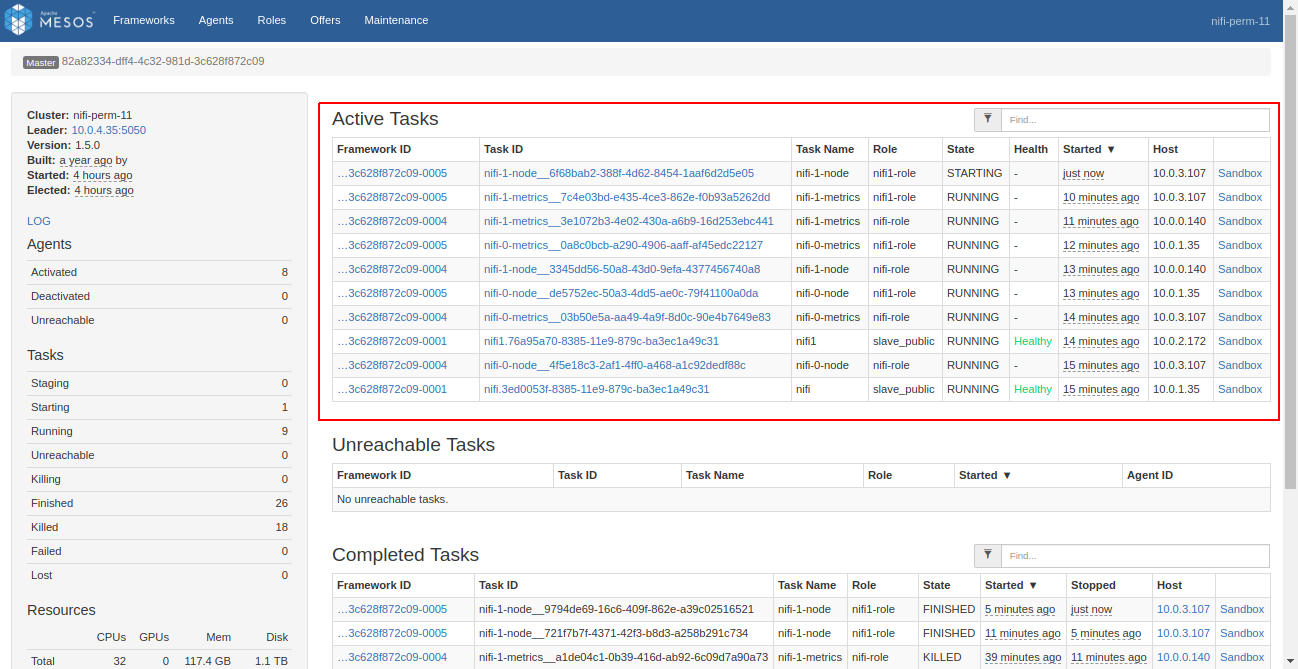 Apache MESOS Frameworks Agents Roles Offers Maintenance nifi-perm-11
Master 82a82334-dff4-4c32-981d-3c628f872c09
Cluster: nifi-perm-11
Leader: 10.0.4.35:5050
Version: 1.5.0
Built: a year ago by
Started: 4 hours ago
Elected: 4 hours ago
LOG
Agents
Activated 8
Deactivated 0
Unreachable 0
Tasks
Staging 0
Starting 1
Running 9
Unreachable 0
Killing 0
Finished 26
Killed 18
Failed 0
Lost 0
Resources
CPUs GPUs Mem Disk
Total 32 0 117.4 GB 1.1 TB
Active Tasks Find...
Framework ID Task ID Task Name Role State Health Started ▼ Host
…3c628f872c09-0005 nifi-1-node__6f68bab2-388f-4d62-8454-1aaf6d2d5e05 nifi-1-node nifi1-role STARTING - just now 10.0.3.107 Sandbox
…3c628f872c09-0005 nifi-1-metrics__7c4e03bd-e435-4ce3-862e-f0b93a5262dd nifi-1-metrics nifi1-role RUNNING - 10 minutes ago 10.0.3.107 Sandbox
…3c628f872c09-0004 nifi-1-metrics__3e1072b3-4e02-430a-a6b9-16d253ebc441 nifi-1-metrics nifi-role RUNNING - 11 minutes ago 10.0.0.140 Sandbox
…3c628f872c09-0005 nifi-0-metrics__0a8c0bcb-a290-4906-aaff-af45edc22127 nifi-0-metrics nifi1-role RUNNING - 12 minutes ago 10.0.1.35 Sandbox
…3c628f872c09-0004 nifi-1-node__3345dd56-50a8-43d0-9efa-4377456740a8 nifi-1-node nifi-role RUNNING - 13 minutes ago 10.0.0.140 Sandbox
…3c628f872c09-0005 nifi-0-node__de5752ec-50a3-4dd5-ae0c-79f41100a0da nifi-0-node nifi1-role RUNNING - 13 minutes ago 10.0.1.35 Sandbox
…3c628f872c09-0004 nifi-0-metrics__03b50e5a-aa49-4a9f-8d0c-90e4b7649e83 nifi-0-metrics nifi-role RUNNING - 14 minutes ago 10.0.3.107 Sandbox
…3c628f872c09-0001 nifi1.76a95a70-8385-11e9-879c-ba3ec1a49c31 nifi1 slave_public RUNNING Healthy 14 minutes ago 10.0.2.172 Sandbox
…3c628f872c09-0004 nifi-0-node__4f5e18c3-2af1-4ff0-a468-a1c92dedf88c nifi-0-node nifi-role RUNNING - 15 minutes ago 10.0.3.107 Sandbox
…3c628f872c09-0001 nifi.3ed0053f-8385-11e9-879c-ba3ec1a49c31 nifi slave_public RUNNING Healthy 15 minutes ago 10.0.1.35 Sandbox
Unreachable Tasks
Framework ID Task ID Task Name Role Started ▼ Agent ID
No unreachable tasks.
Completed Tasks Find...
Framework ID Task ID Task Name Role State Started ▼ Stopped Host
…3c628f872c09-0005 nifi-1-node__9794de69-16c6-409f-862e-a39c02516521 nifi-1-node nifi1-role FINISHED 5 minutes ago just now 10.0.3.107 Sandbox
…3c628f872c09-0005 nifi-1-node__721f7b7f-4371-42f3-b8d3-a258b291c734 nifi-1-node nifi1-role FINISHED 11 minutes ago 5 minutes ago 10.0.3.107 Sandbox
…3c628f872c09-0004 nifi-1-metrics__a1de04c1-0b39-416d-ab92-6c09d7a90a73 nifi-1-metrics nifi-role KILLED 39 minutes ago 11 minutes ago 10.0.0.140 Sandbox